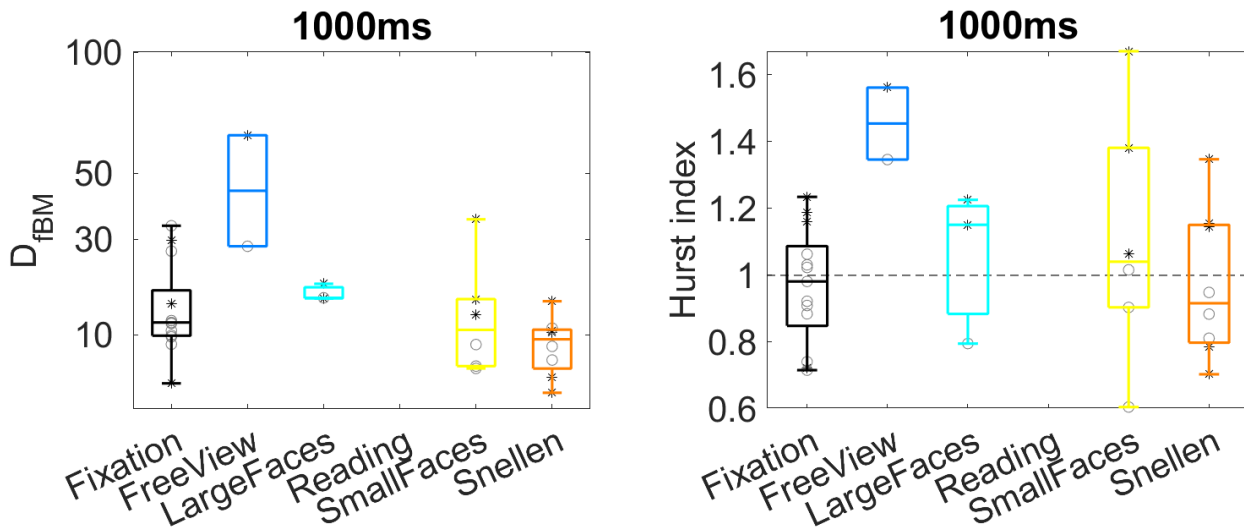 1000ms
100
50
30
10
D_fBM
Fixation
FreeView
LargeFaces
Reading
SmallFaces
Snellen
1000ms
1.6
1.4
1.2
1
0.8
0.6
Hurst index
Fixation
FreeView
LargeFaces
Reading
SmallFaces
Snellen